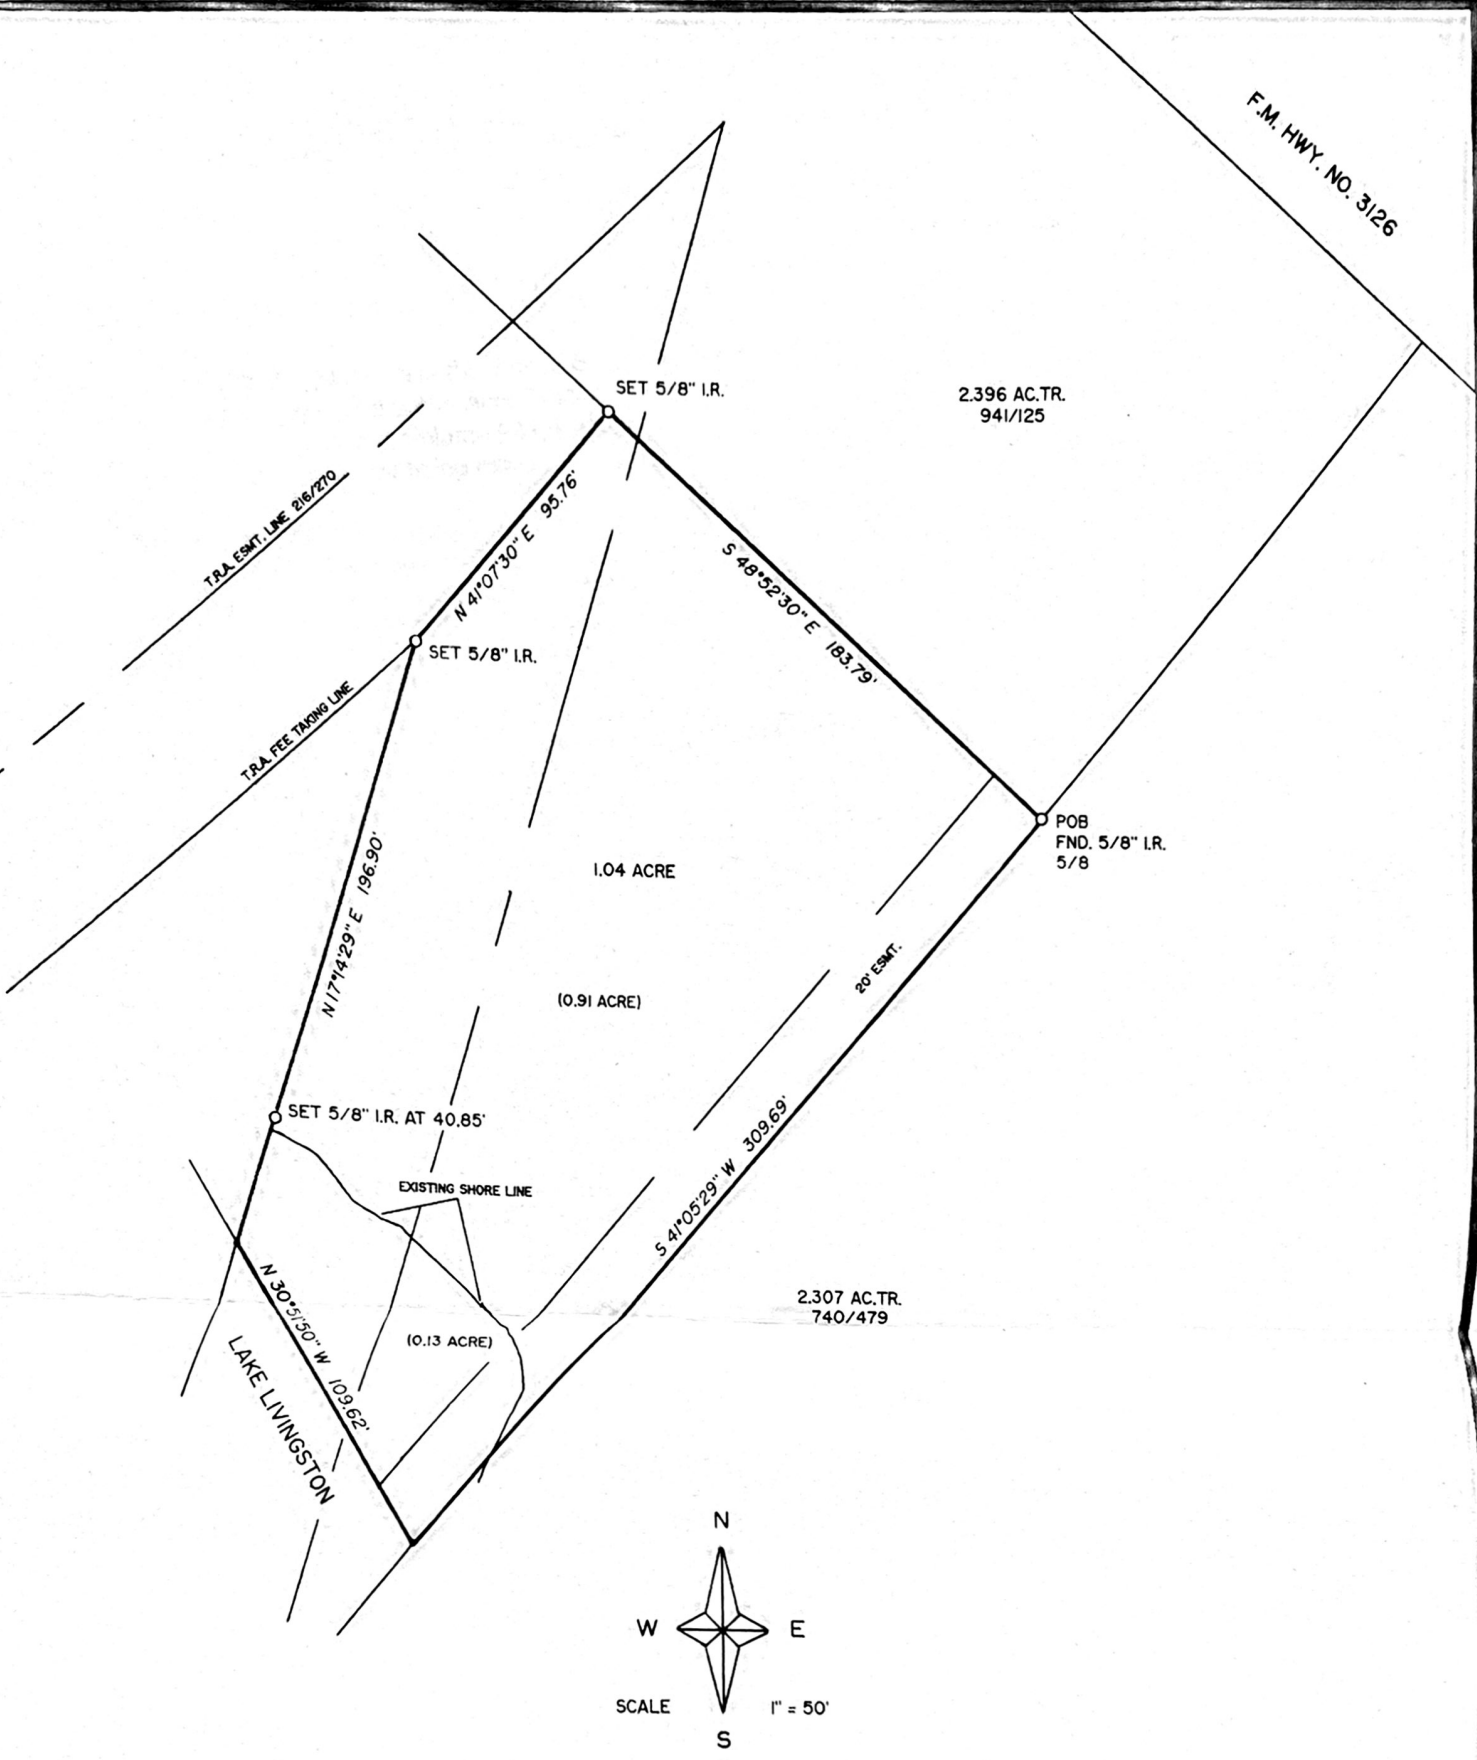 F.M. HWY. NO. 3126
SET 5/8" I.R.
2.396 AC.TR.
941/125
T.R.A. ESMT. LINE 216/270
N 41°07'30" E 95.76'
S 48°52'30" E 183.79'
SET 5/8" I.R.
T.R.A. FEE TAKING LINE
POB
FND. 5/8" I.R.
5/8
N 17°14'29" E 196.90'
1.04 ACRE
20' ESMT.
(0.91 ACRE)
SET 5/8" I.R. AT 40.85'
S 41°05'29" W 309.69'
EXISTING SHORE LINE
N 30°51'50" W 109.62'
2.307 AC.TR.
740/479
(0.13 ACRE)
LAKE LIVINGSTON
N
W E
SCALE 1" = 50'
S